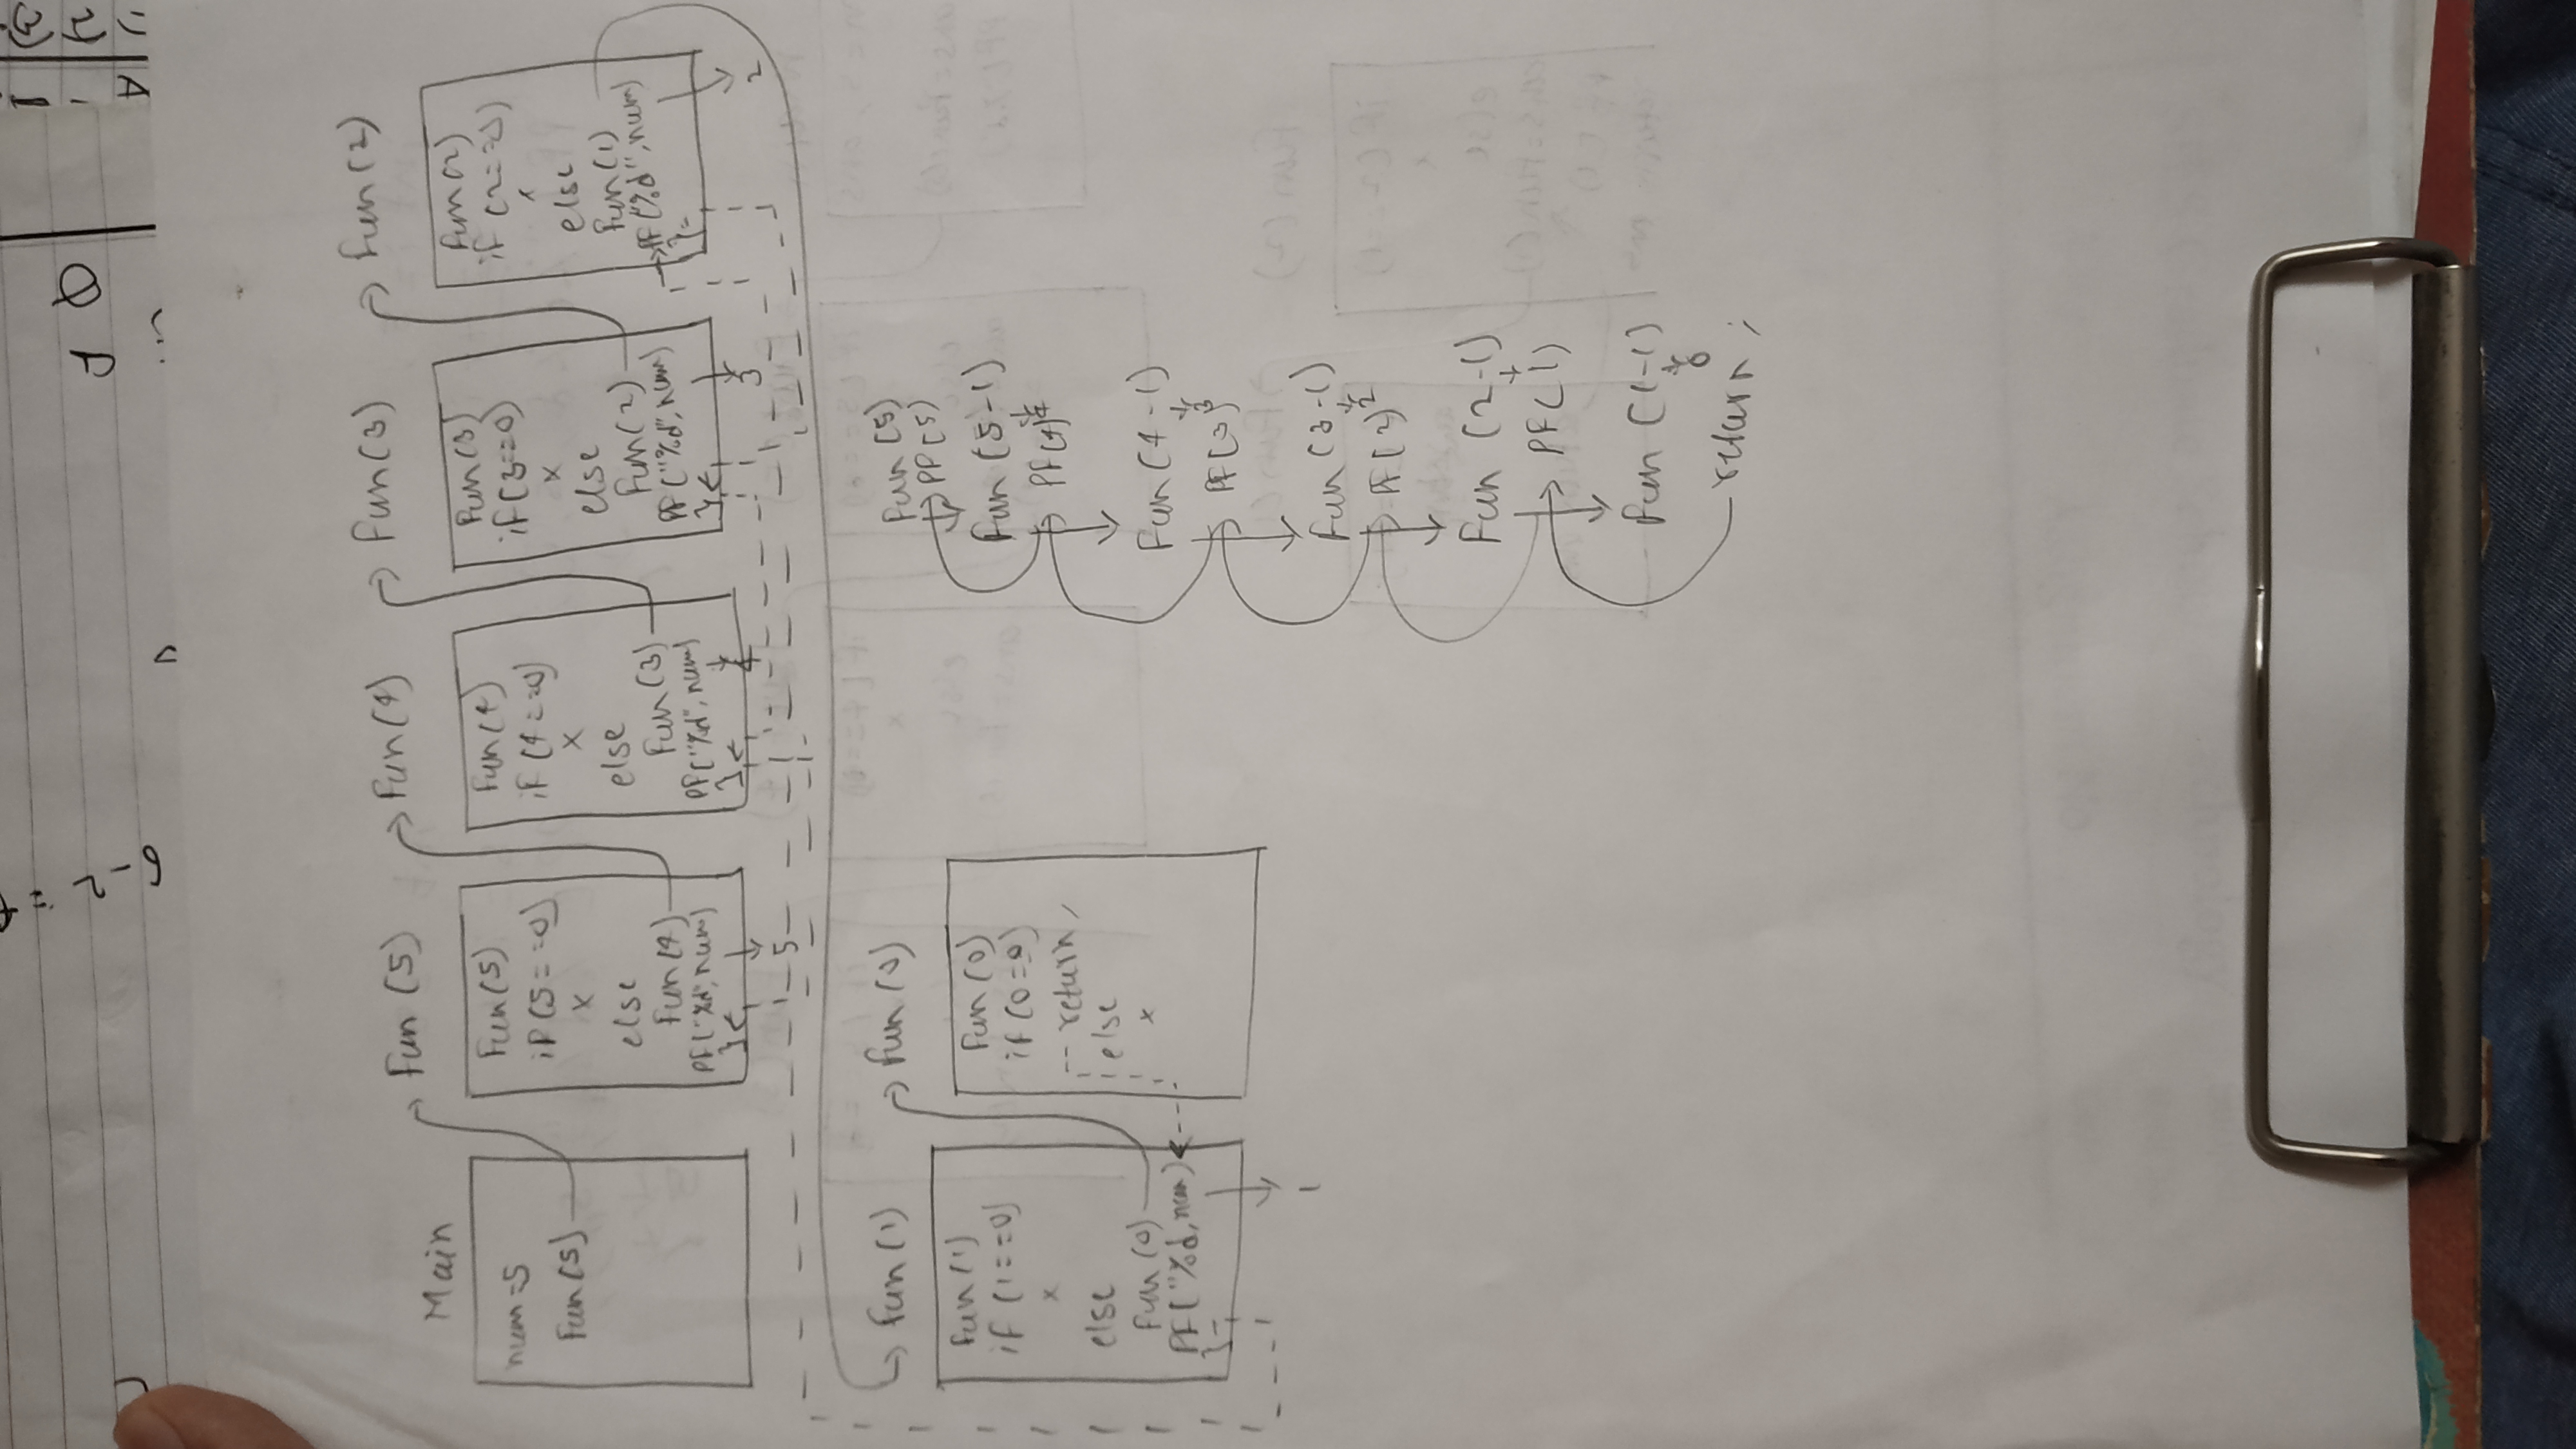 Main
num=5
Fun(5)
Fun (5)
Fun(5)
if(5==0)
x
else
Fun(4)
PF("%d", num)
}
5
Fun(4)
Fun(4)
if(4==0)
x
else
Fun(3)
PF("%d", num)
}
4
Fun(3)
Fun(3)
if(3==0)
x
else
Fun(2)
PF("%d", num)
}
3
Fun(2)
Fun(2)
if(2==0)
x
else
Fun(1)
PF("%d", num)
}
2
Fun(1)
Fun(1)
if (1==0)
x
else
Fun(0)
PF("%d, num)
}
1
Fun(0)
Fun(0)
if(0==0)
return;
else
x
Fun(5)
PF(5)
Fun (5-1)
PF(4) 4
Fun(4-1)
PF(3) 3
Fun (3-1)
PF(2) 2
Fun (2-1)
PF(1)
Fun (1-1)
0
return;